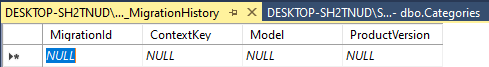 DESKTOP-SH2TNUD\..._MigrationHistory DESKTOP-SH2TNUD\S...- dbo.Categories
MigrationId ContextKey Model ProductVersion
NULL NULL NULL NULL